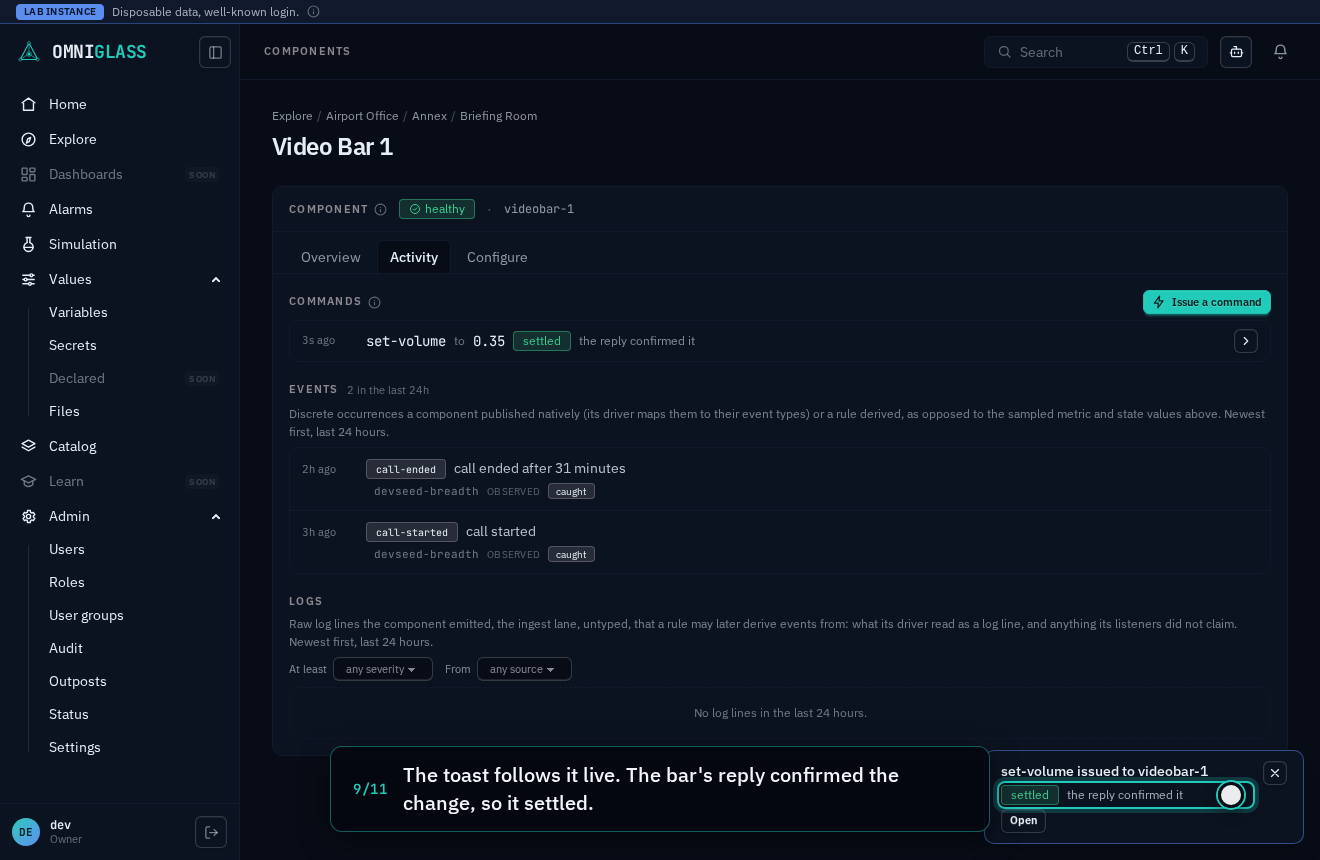 LAB INSTANCE Disposable data, well-known login.
OMNIGLASS
COMPONENTS
Search Ctrl K
Home
Explore
Dashboards SOON
Alarms
Simulation
Values
Variables
Secrets
Declared SOON
Files
Catalog
Learn SOON
Admin
Users
Roles
User groups
Audit
Outposts
Status
Settings
DE dev
Owner
Explore / Airport Office / Annex / Briefing Room
Video Bar 1
COMPONENT healthy · videobar-1
Overview Activity Configure
COMMANDS Issue a command
3s ago set-volume to 0.35 settled the reply confirmed it
EVENTS 2 in the last 24h
Discrete occurrences a component published natively (its driver maps them to their event types) or a rule derived, as opposed to the sampled metric and state values above. Newest
first, last 24 hours.
2h ago call-ended call ended after 31 minutes
devseed-breadth OBSERVED caught
3h ago call-started call started
devseed-breadth OBSERVED caught
LOGS
Raw log lines the component emitted, the ingest lane, untyped, that a rule may later derive events from: what its driver read as a log line, and anything its listeners did not claim.
Newest first, last 24 hours.
At least any severity From any source
No log lines in the last 24 hours.
9/11 The toast follows it live. The bar's reply confirmed the
change, so it settled.
set-volume issued to videobar-1
settled the reply confirmed it
Open